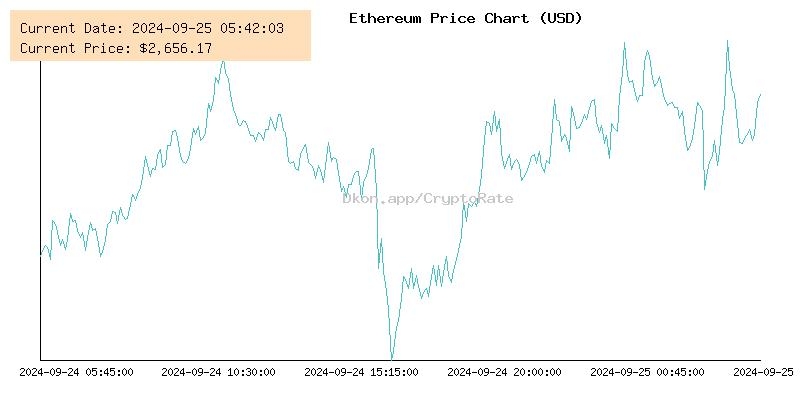 Ethereum Price Chart (USD)
Current Date: 2024-09-25 05:42:03
Current Price: $2,656.17
Dkon.app/CryptoRate
2024-09-24 05:45:00 2024-09-24 10:30:00 2024-09-24 15:15:00 2024-09-24 20:00:00 2024-09-25 00:45:00 2024-09-25